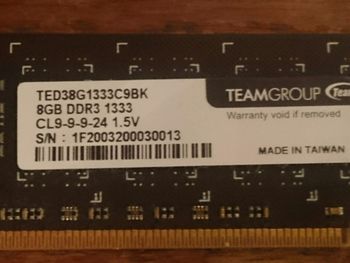 TED38G1333C9BK
8GB DDR3 1333
CL9-9-9-24 1.5V
S/N : 1F2003200030013
TEAMGROUP Team
Warranty void if removed
MADE IN TAIWAN